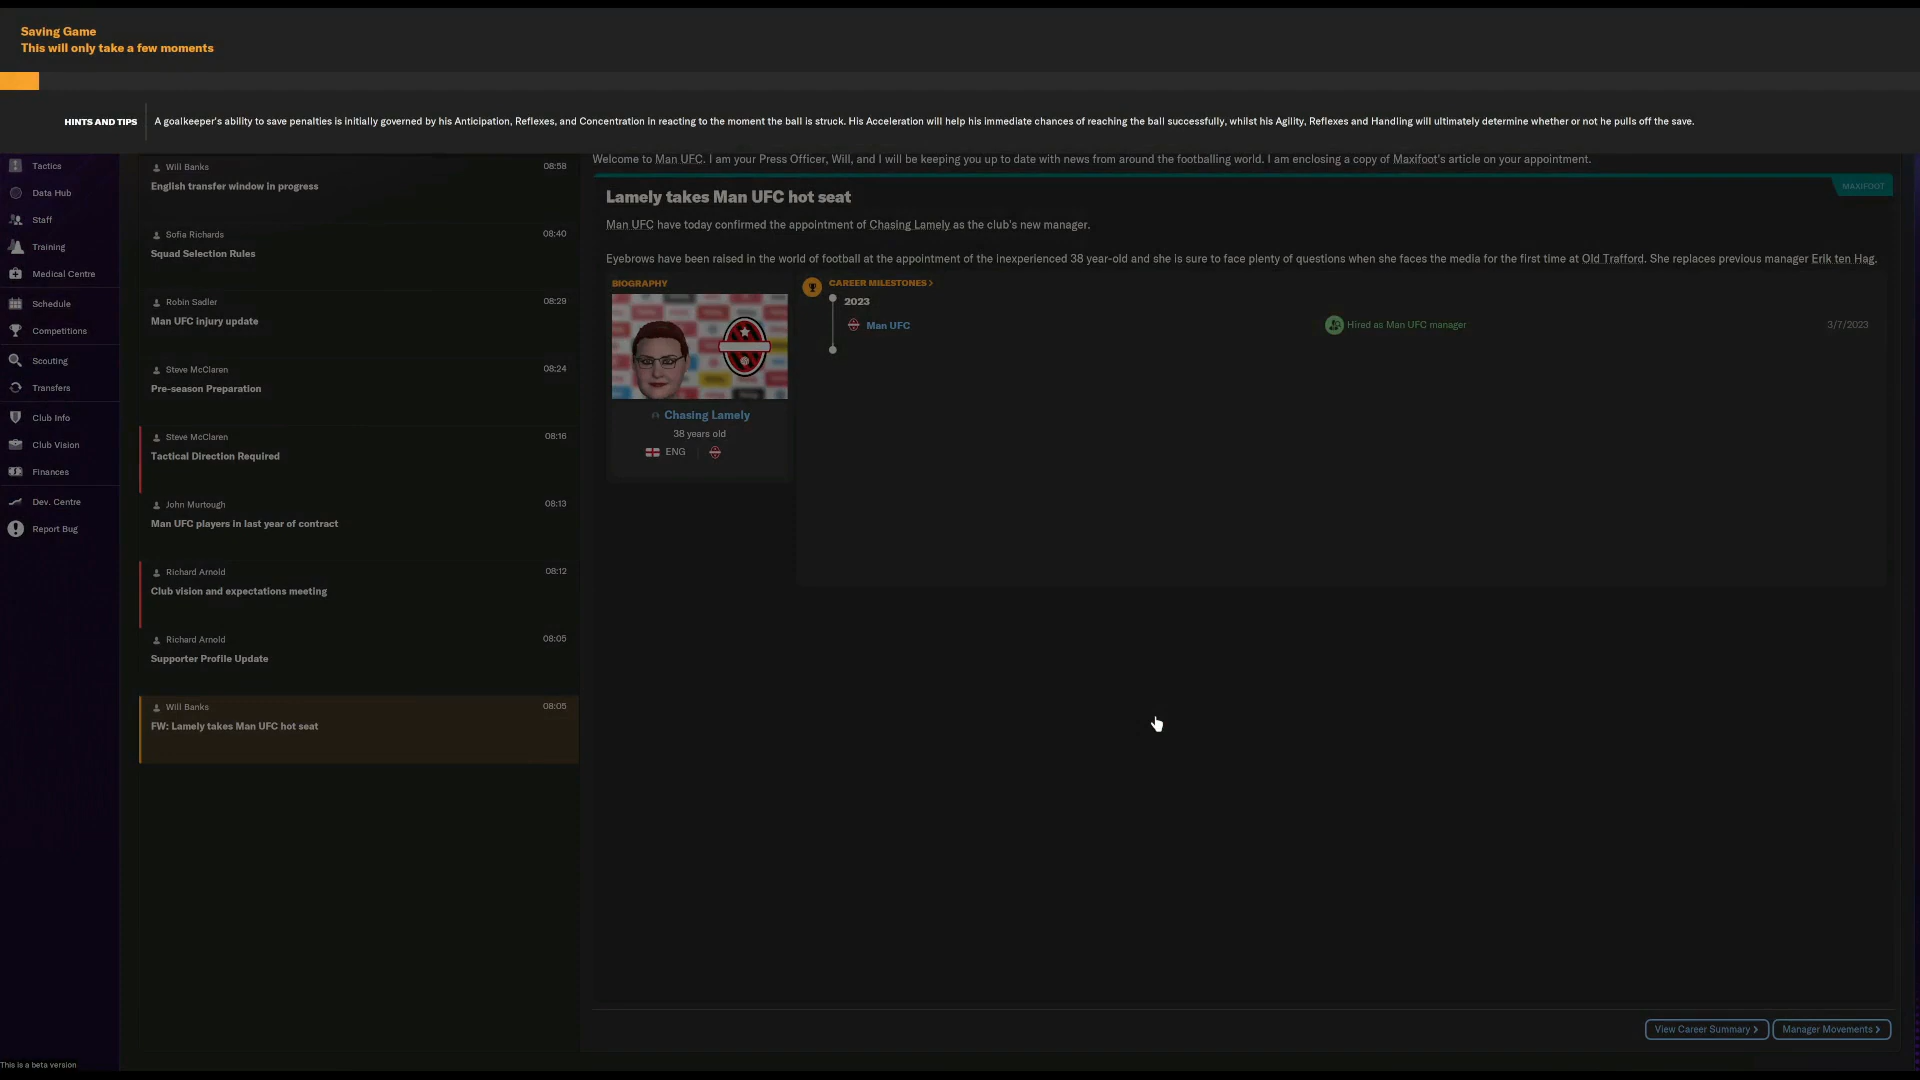 Saving Game
This will only take a few moments
HINTS AND TIPS
A goalkeeper's ability to save penalties is initially governed by his Anticipation, Reflexes, and Concentration in reacting to the moment the ball is struck. His Acceleration will help his immediate chances of reaching the ball successfully, whilst his Agility, Reflexes and Handling will ultimately determine whether or not he pulls off the save.
Tactics
Data Hub
Staff
Training
Medical Centre
Schedule
Competitions
Scouting
Transfers
Club Info
Club Vision
Finances
Dev. Centre
Report Bug
Will Banks 08:58
English transfer window in progress
Sofia Richards 08:40
Squad Selection Rules
Robin Sadler 08:29
Man UFC injury update
Steve McClaren 08:24
Pre-season Preparation
Steve McClaren 08:16
Tactical Direction Required
John Murtough 08:13
Man UFC players in last year of contract
Richard Arnold 08:12
Club vision and expectations meeting
Richard Arnold 08:05
Supporter Profile Update
Will Banks 08:05
FW: Lamely takes Man UFC hot seat
Welcome to Man UFC. I am your Press Officer, Will, and I will be keeping you up to date with news from around the footballing world. I am enclosing a copy of Maxifoot's article on your appointment.
MAXIFOOT
Lamely takes Man UFC hot seat
Man UFC have today confirmed the appointment of Chasing Lamely as the club's new manager.
Eyebrows have been raised in the world of football at the appointment of the inexperienced 38 year-old and she is sure to face plenty of questions when she faces the media for the first time at Old Trafford. She replaces previous manager Erik ten Hag.
BIOGRAPHY
Chasing Lamely
38 years old
ENG
CAREER MILESTONES >
2023
Man UFC
Hired as Man UFC manager
3/7/2023
View Career Summary >
Manager Movements >
This is a beta version